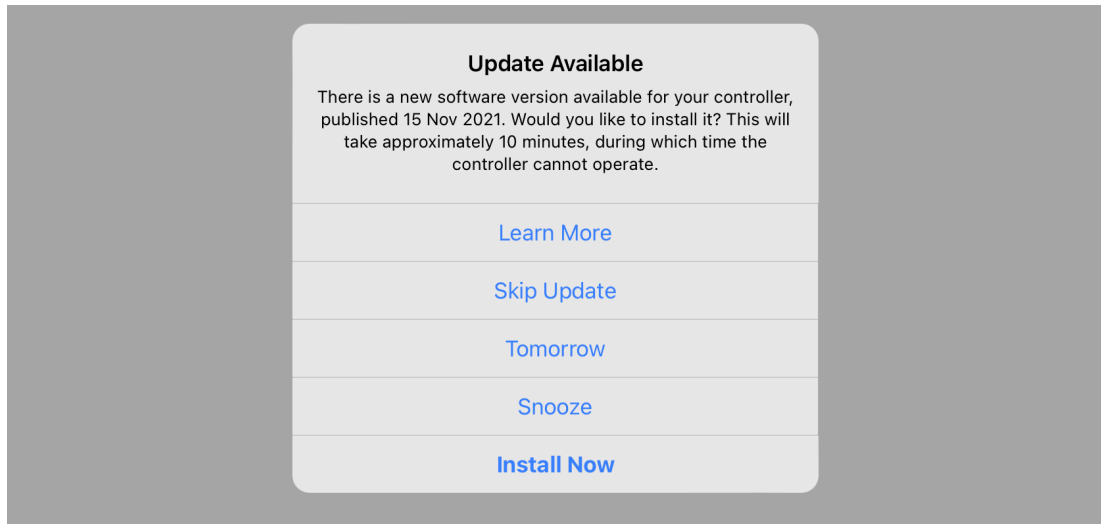 Update Available
There is a new software version available for your controller,
published 15 Nov 2021. Would you like to install it? This will
take approximately 10 minutes, during which time the
controller cannot operate.
Learn More
Skip Update
Tomorrow
Snooze
Install Now